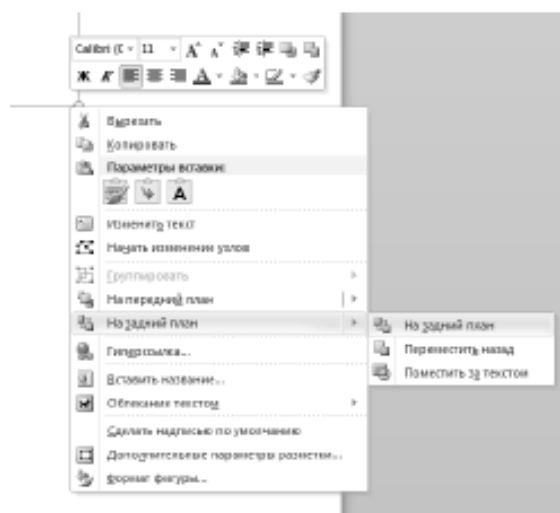 Calibri (С 11
Ж К А
Вырезать
Копировать
Параметры вставки:
А
Изменить текст
Начать изменение узлов
Группировать
На передний план
На задний план
На задний план
Переместить назад
Поместить за текстом
Гиперссылка...
Вставить название...
Обтекание текстом
Сделать надписью по умолчанию
Дополнительные параметры разметки...
Формат фигуры...